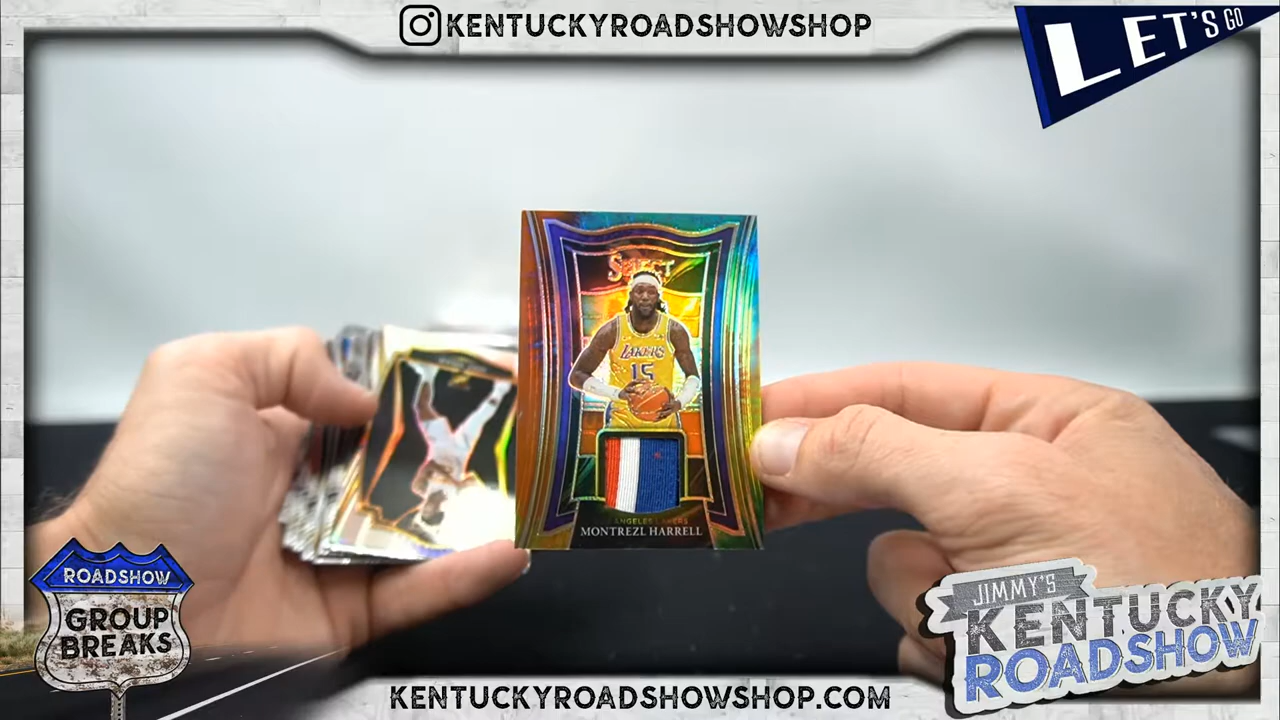 KENTUCKYROADSHOWSHOP
LET'S GO
SELECT
LAKERS
15
ANGELES LAKERS
MONTREZL HARRELL
ROADSHOW
GROUP
BREAKS
JIMMY'S
KENTUCKY
ROADSHOW
KENTUCKYROADSHOWSHOP.COM